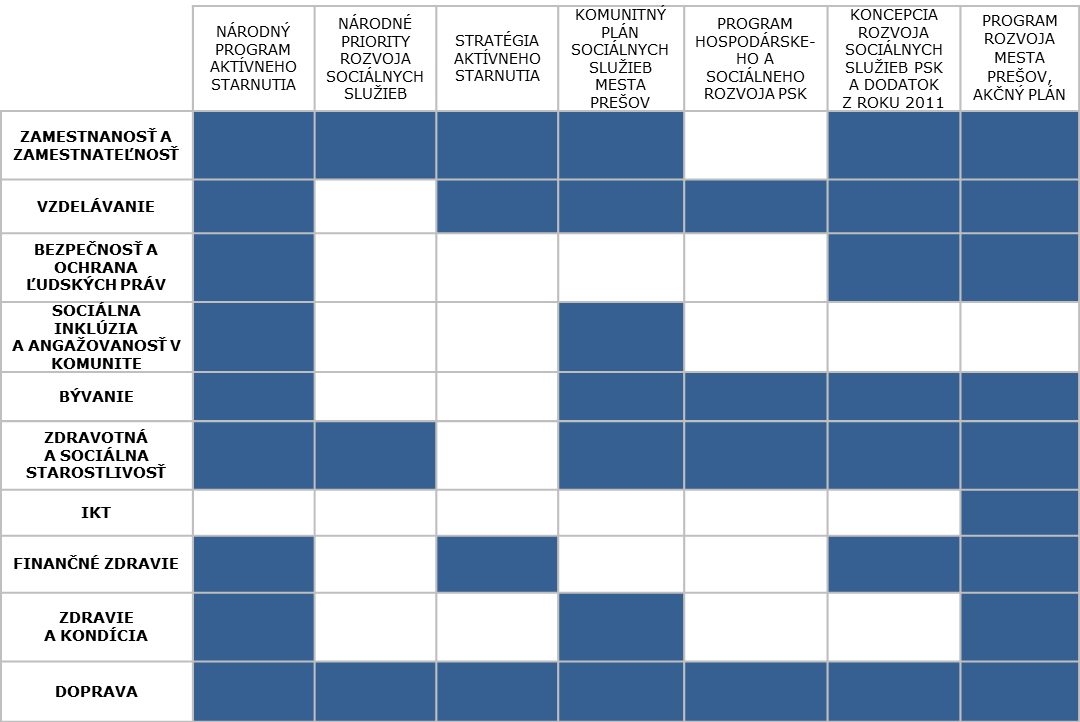 NÁRODNÝ
PROGRAM
AKTÍVNEHO
STARNUTIA
NÁRODNÉ
PRIORITY
ROZVOJA
SOCIÁLNYCH
SLUŽIEB
STRATÉGIA
AKTÍVNEHO
STARNUTIA
KOMUNITNÝ
PLÁN
SOCIÁLNYCH
SLUŽIEB
MESTA
PREŠOV
PROGRAM
HOSPODÁRSKE-
HO A
SOCIÁLNEHO
ROZVOJA PSK
KONCEPCIA
ROZVOJA
SOCIÁLNYCH
SLUŽIEB PSK
A DODATOK
Z ROKU 2011
PROGRAM
ROZVOJA
MESTA
PREŠOV,
AKČNÝ PLÁN
ZAMESTNANOSŤ A
ZAMESTNATEĽNOSŤ
VZDELÁVANIE
BEZPEČNOSŤ A
OCHRANA
ĽUDSKÝCH PRÁV
SOCIÁLNA
INKLÚZIA
A ANGAŽOVANOSŤ V
KOMUNITE
BÝVANIE
ZDRAVOTNÁ
A SOCIÁLNA
STAROSTLIVOSŤ
IKT
FINANČNÉ ZDRAVIE
ZDRAVIE
A KONDÍCIA
DOPRAVA